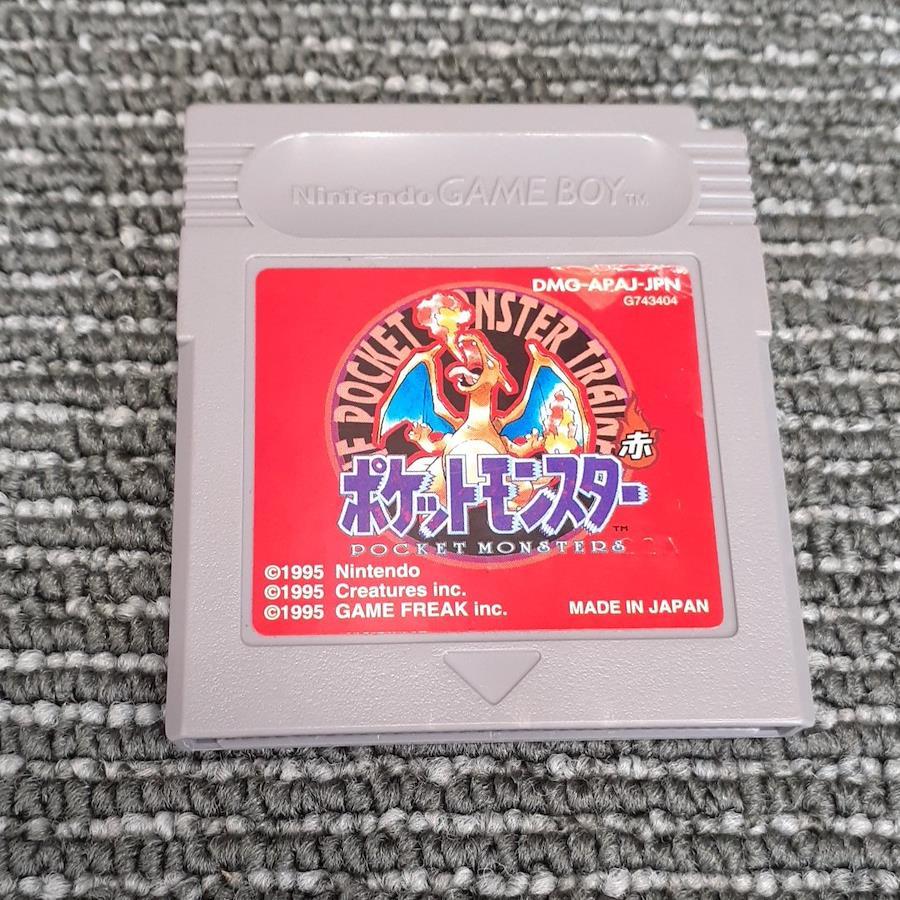 Nintendo GAME BOY TM
DMG-APAJ-JPN
G743404
POCKET MONSTER
赤
ポケットモンスター
TM
POCKET MONSTERS
©1995 Nintendo
©1995 Creatures inc.
©1995 GAME FREAK inc.
MADE IN JAPAN